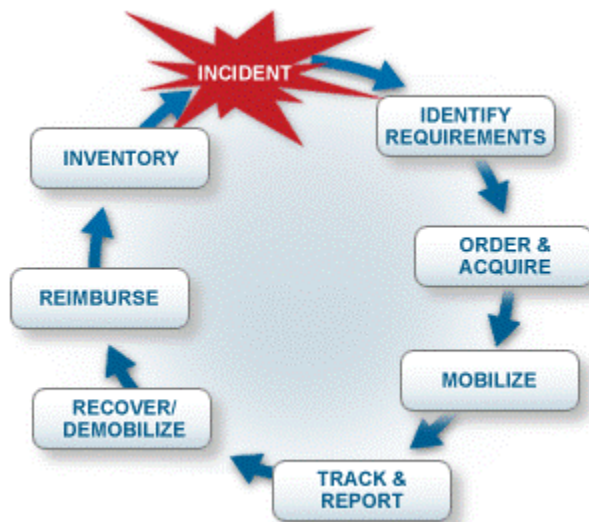 INCIDENT
IDENTIFY
REQUIREMENTS
ORDER &
ACQUIRE
MOBILIZE
TRACK &
REPORT
RECOVER/
DEMOBILIZE
REIMBURSE
INVENTORY